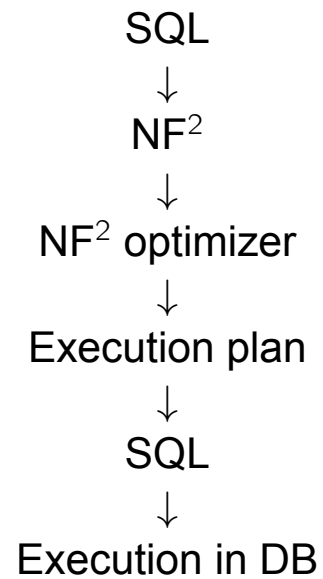 SQL
↓
NF²
↓
NF² optimizer
↓
Execution plan
↓
SQL
↓
Execution in DB